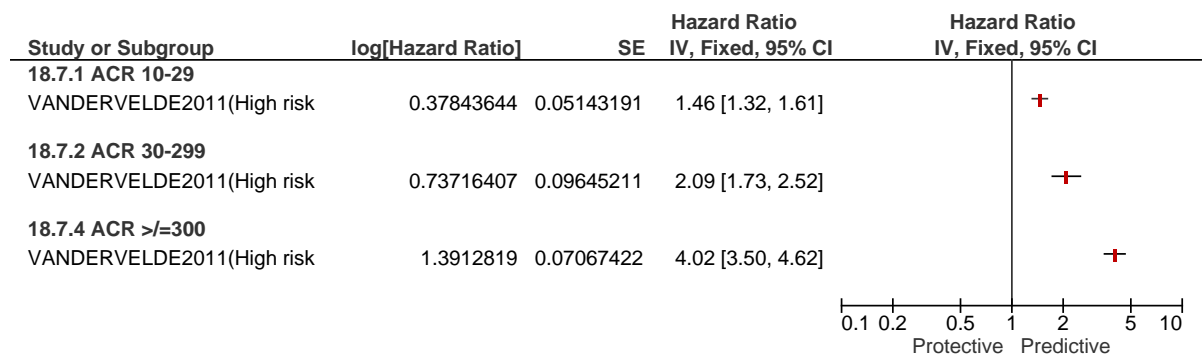 Hazard Ratio Hazard Ratio
Study or Subgroup log[Hazard Ratio] SE IV, Fixed, 95% CI IV, Fixed, 95% CI
18.7.1 ACR 10-29
VANDERVELDE2011(High risk 0.37843644 0.05143191 1.46 [1.32, 1.61]
18.7.2 ACR 30-299
VANDERVELDE2011(High risk 0.73716407 0.09645211 2.09 [1.73, 2.52]
18.7.4 ACR >/=300
VANDERVELDE2011(High risk 1.3912819 0.07067422 4.02 [3.50, 4.62]
0.1 0.2 0.5 1 2 5 10
Protective Predictive